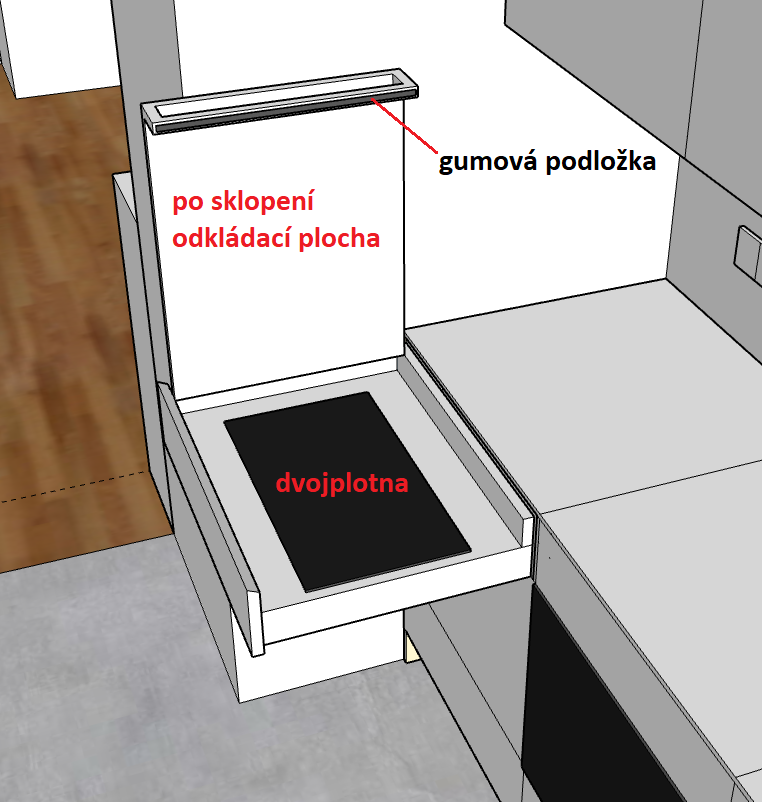 gumová podložka
po sklopení
odkládací plocha
dvojplotna